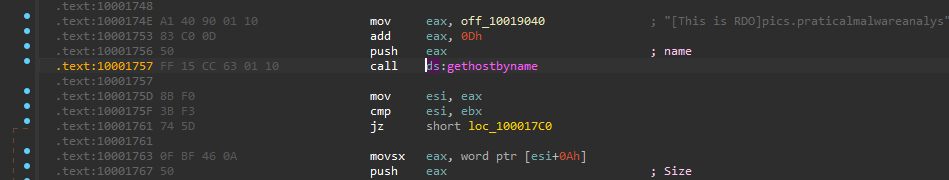 .text:10001748
.text:1000174E A1 40 90 01 10 mov eax, off_10019040 ; "[This is RDO]pics.praticalmalwareanalys"
.text:10001753 83 C0 0D add eax, 0Dh
.text:10001756 50 push eax ; name
.text:10001757 FF 15 CC 63 01 10 call ds:gethostbyname
.text:10001757
.text:1000175D 8B F0 mov esi, eax
.text:1000175F 3B F3 cmp esi, ebx
.text:10001761 74 5D jz short loc_100017C0
.text:10001761
.text:10001763 0F BF 46 0A movsx eax, word ptr [esi+0Ah]
.text:10001767 50 push eax ; Size